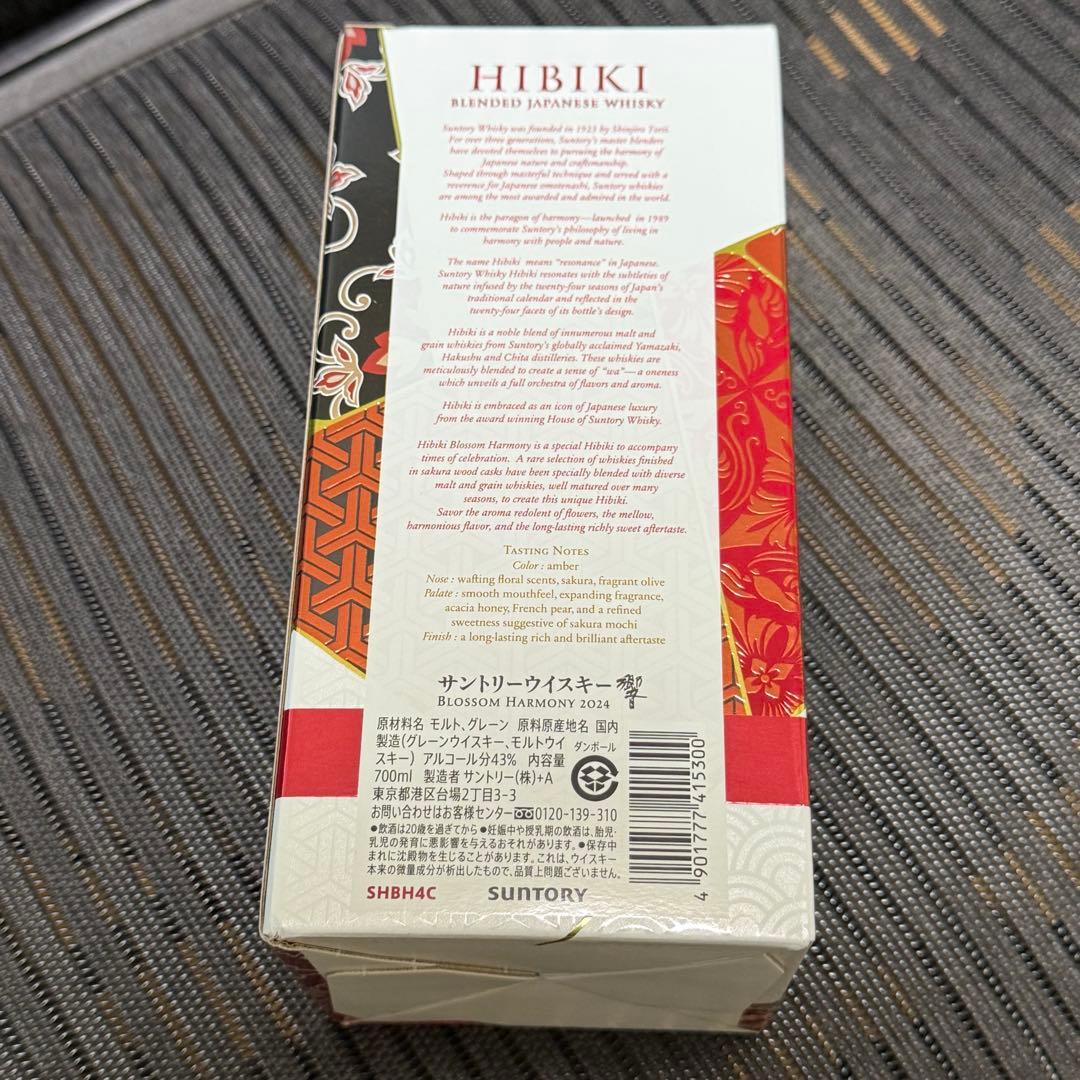 HIBIKI
BLENDED JAPANESE WHISKY
Suntory Whisky was founded in 1923 by Shinjiro Torii.
For over three generations, Suntory's master blenders
have devoted themselves to pursuing the harmony of
Japanese nature and craftsmanship.
Shaped through masterful technique and served with a
reverence for Japanese omotenashi, Suntory whiskies
are among the most awarded and admired in the world.
Hibiki is the paragon of harmony—launched in 1989
to commemorate Suntory's philosophy of living in
harmony with people and nature.
The name Hibiki means "resonance" in Japanese.
Suntory Whisky Hibiki resonates with the subtleties of
nature infused by the twenty-four seasons of Japan's
traditional calendar and reflected in the
twenty-four facets of its bottle's design.
Hibiki is a noble blend of innumerous malt and
grain whiskies from Suntory's globally acclaimed Yamazaki,
Hakushu and Chita distilleries. These whiskies are
meticulously blended to create a sense of "wa"—a oneness
which unveils a full orchestra of flavors and aroma.
Hibiki is embraced as an icon of Japanese luxury
from the award winning House of Suntory Whisky.
Hibiki Blossom Harmony is a special Hibiki to accompany
times of celebration. A rare selection of whiskies finished
in sakura wood casks have been specially blended with diverse
malt and grain whiskies, well matured over many
seasons, to create this unique Hibiki.
Savor the aroma redolent of flowers, the mellow,
harmonious flavor, and the long-lasting richly sweet aftertaste.
TASTING NOTES
Color : amber
Nose : wafting floral scents, sakura, fragrant olive
Palate : smooth mouthfeel, expanding fragrance,
acacia honey, French pear, and a refined
sweetness suggestive of sakura mochi
Finish : a long-lasting rich and brilliant aftertaste
サントリーウイスキー響
BLOSSOM HARMONY 2024
原材料名 モルト、グレーン 原料原産地名 国内
製造(グレーンウイスキー、モルトウイ
スキー) アルコール分43% 内容量
700ml 製造者 サントリー(株)+A
東京都港区台場2丁目3-3
お問い合わせはお客様センター 0120-139-310
●飲酒は20歳を過ぎてから●妊娠中や授乳期の飲酒は、胎児・
乳児の発育に悪影響を与えるおそれがあります。●保存中
まれに沈殿物を生じることがあります。これは、ウイスキー
本来の微量成分が析出したもので、品質上問題ございません。
ダンボール
SHBH4C SUNTORY
4 901777 415300